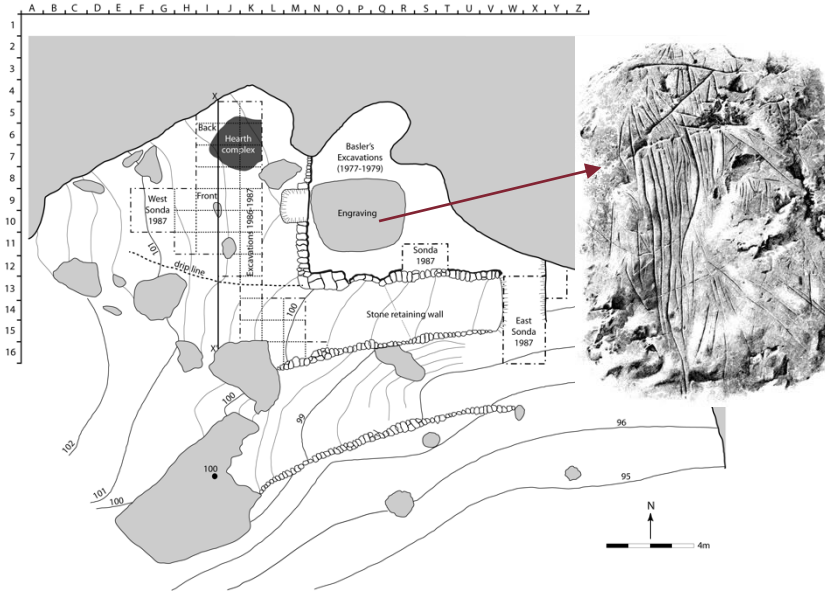 A B C D E F G H I J K L M N O P Q R S T U V W X Y Z
1
2
3
4
5
6
7
8
9
10
11
12
13
14
15
16
X
Back
Hearth
complex
Basler's
Excavations
(1977-1979)
West
Sonda
1987
Front
Excavations 1986-1987
Engraving
101
drip line
Sonda
1987
100
Stone retaining wall
East
Sonda
1987
X'
100
99
102
101
100
100
96
95
N
4m